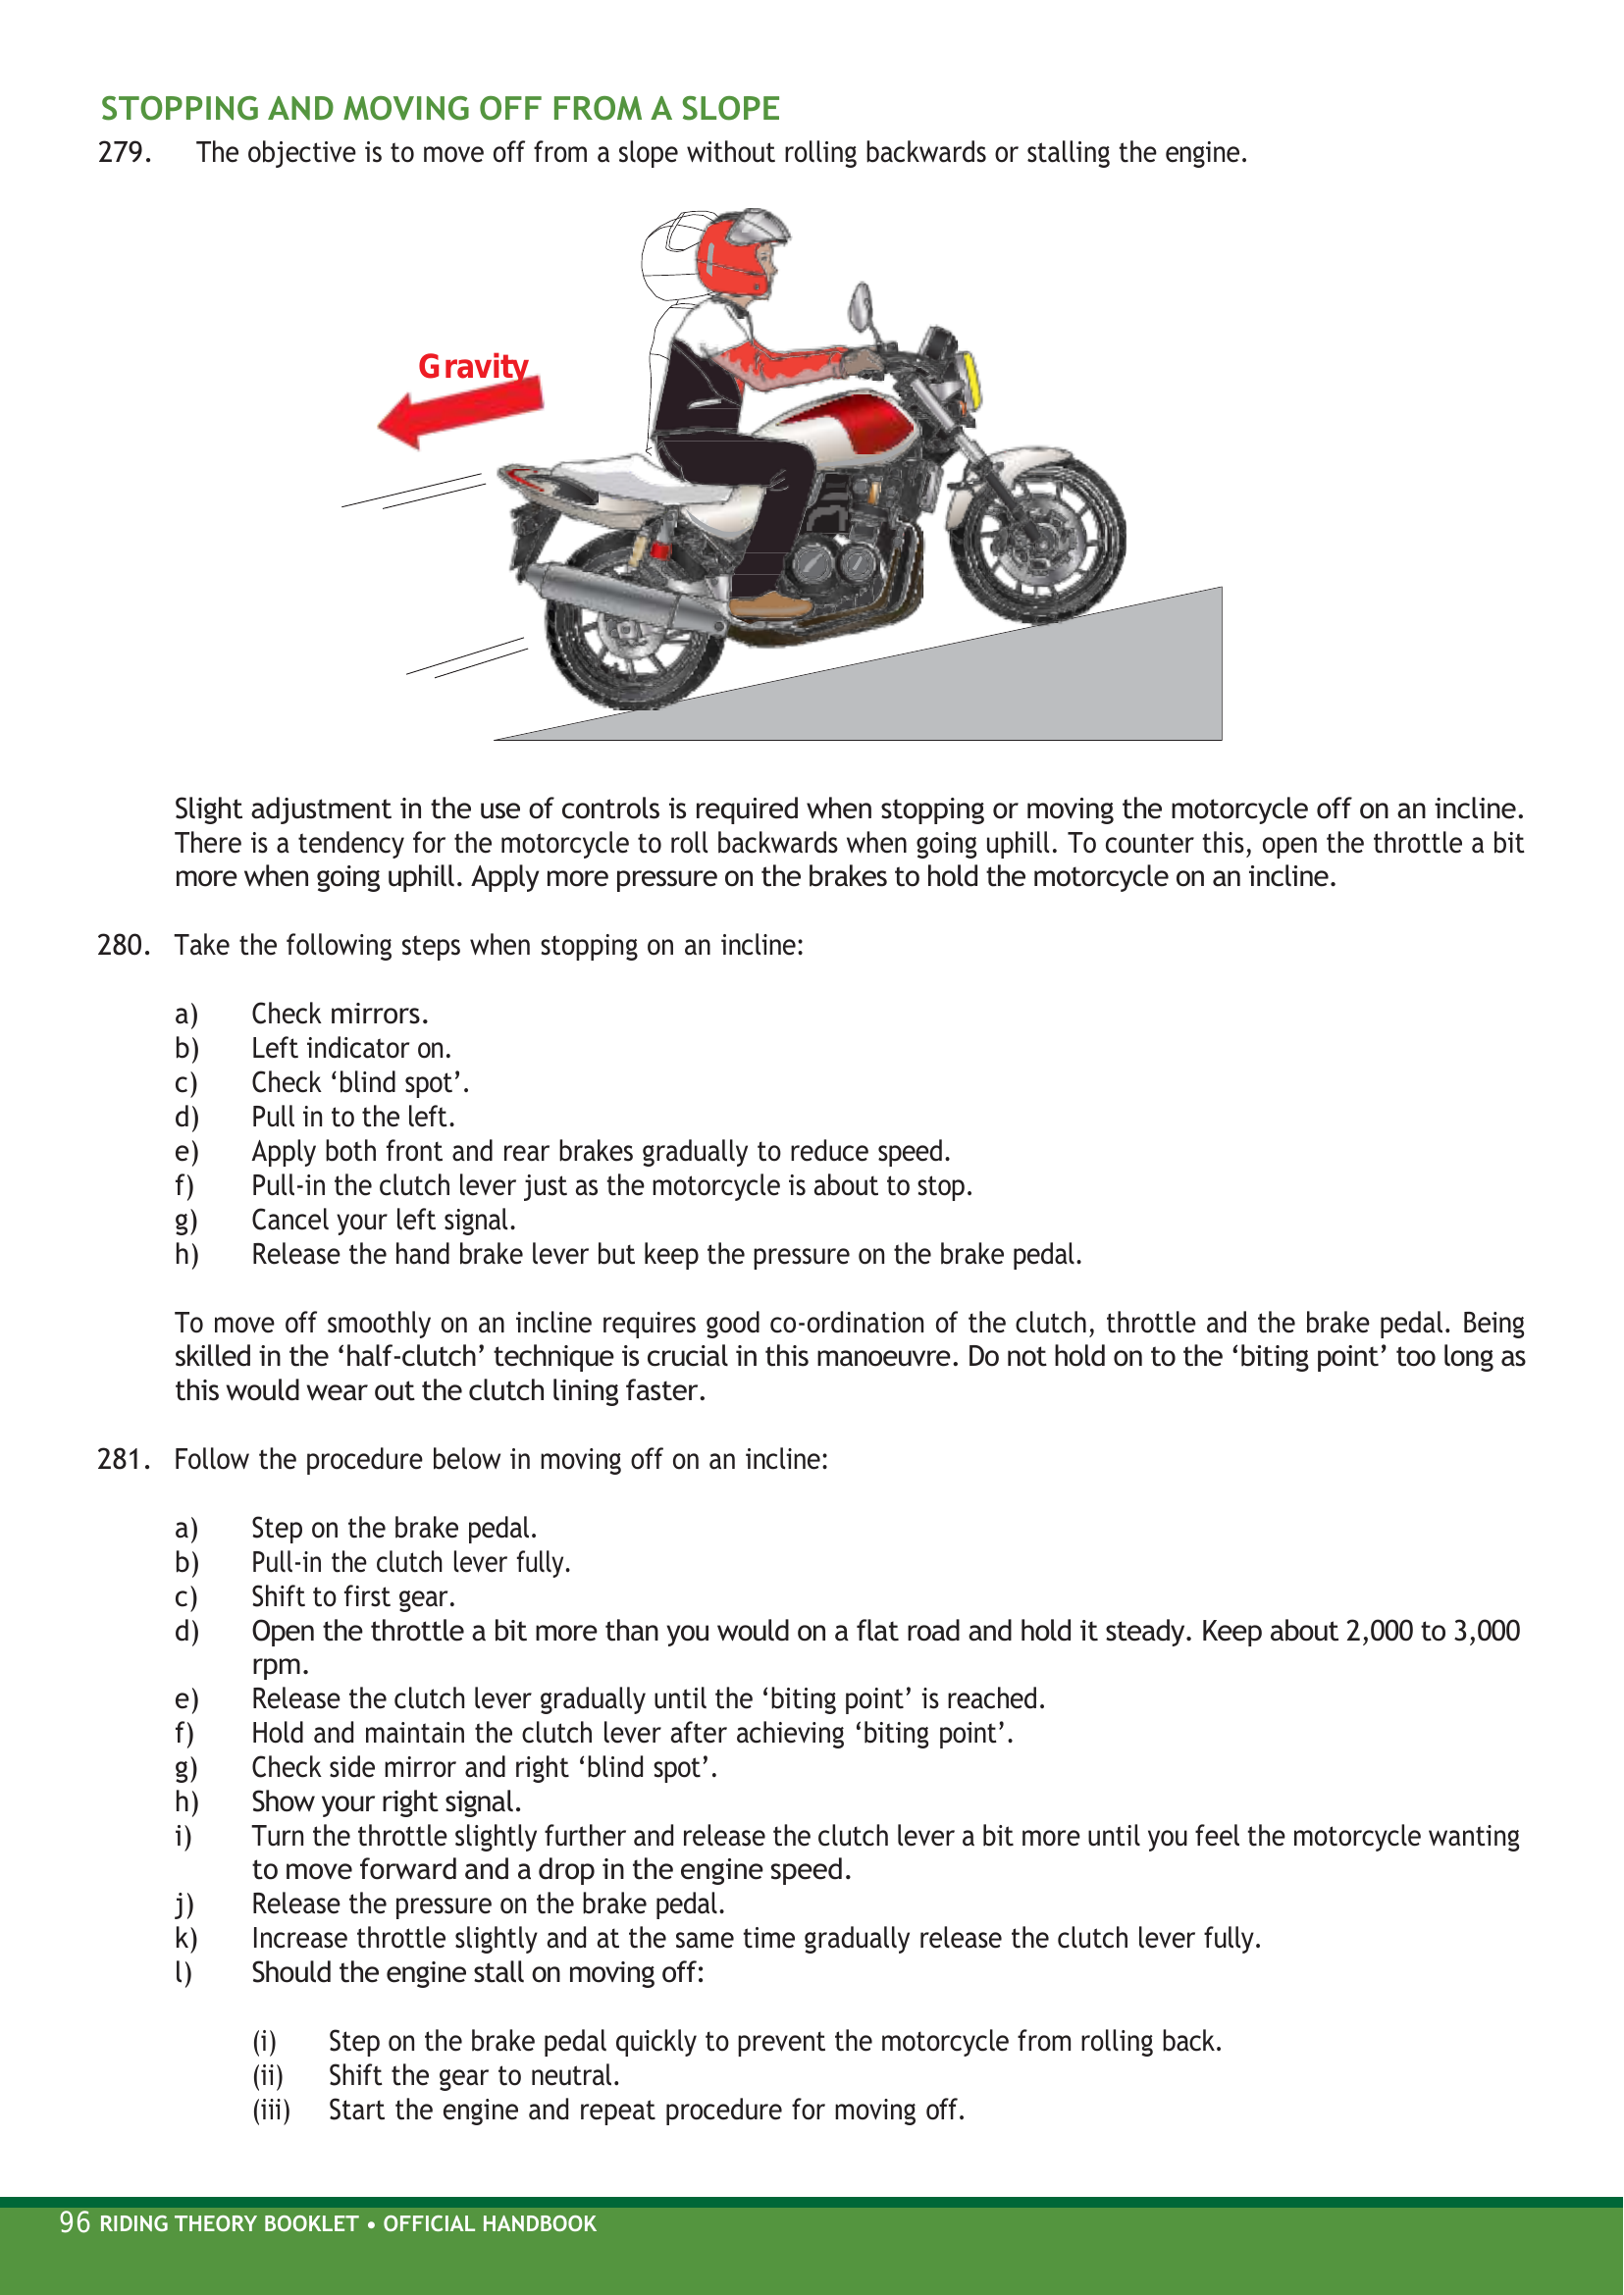 STOPPING AND MOVING OFF FROM A SLOPE
279. The objective is to move off from a slope without rolling backwards or stalling the engine.
Gravity
Slight adjustment in the use of controls is required when stopping or moving the motorcycle off on an incline.
There is a tendency for the motorcycle to roll backwards when going uphill. To counter this, open the throttle a bit
more when going uphill. Apply more pressure on the brakes to hold the motorcycle on an incline.
280. Take the following steps when stopping on an incline:
a) Check mirrors.
b) Left indicator on.
c) Check ‘blind spot’.
d) Pull in to the left.
e) Apply both front and rear brakes gradually to reduce speed.
f) Pull-in the clutch lever just as the motorcycle is about to stop.
g) Cancel your left signal.
h) Release the hand brake lever but keep the pressure on the brake pedal.
To move off smoothly on an incline requires good co-ordination of the clutch, throttle and the brake pedal. Being
skilled in the ‘half-clutch’ technique is crucial in this manoeuvre. Do not hold on to the ‘biting point’ too long as
this would wear out the clutch lining faster.
281. Follow the procedure below in moving off on an incline:
a) Step on the brake pedal.
b) Pull-in the clutch lever fully.
c) Shift to first gear.
d) Open the throttle a bit more than you would on a flat road and hold it steady. Keep about 2,000 to 3,000
rpm.
e) Release the clutch lever gradually until the ‘biting point’ is reached.
f) Hold and maintain the clutch lever after achieving ‘biting point’.
g) Check side mirror and right ‘blind spot’.
h) Show your right signal.
i) Turn the throttle slightly further and release the clutch lever a bit more until you feel the motorcycle wanting
to move forward and a drop in the engine speed.
j) Release the pressure on the brake pedal.
k) Increase throttle slightly and at the same time gradually release the clutch lever fully.
l) Should the engine stall on moving off:
(i) Step on the brake pedal quickly to prevent the motorcycle from rolling back.
(ii) Shift the gear to neutral.
(iii) Start the engine and repeat procedure for moving off.
96 RIDING THEORY BOOKLET • OFFICIAL HANDBOOK